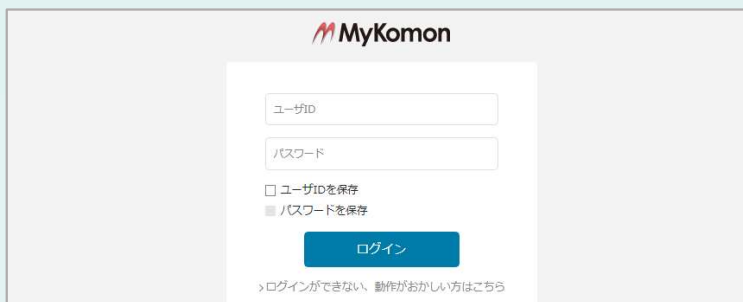 MyKomon
ユーザID
パスワード
ユーザIDを保存
パスワードを保存
ログイン
>ログインができない、動作がおかしい方はこちら